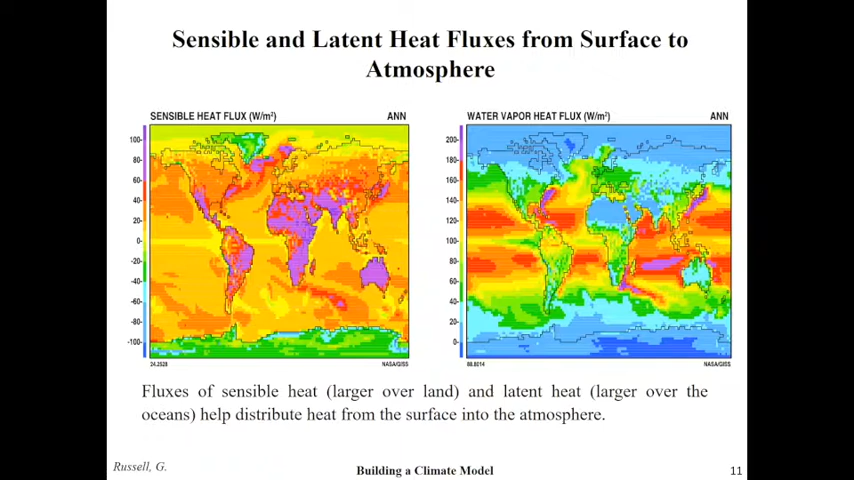 Sensible and Latent Heat Fluxes from Surface to
Atmosphere
SENSIBLE HEAT FLUX (W/m²) ANN
WATER VAPOR HEAT FLUX (W/m²) ANN
100
80
60
40
20
0
-20
-40
-60
-80
-100
200
180
160
140
120
100
80
60
40
20
0
24.2528 NASA/GISS
NASA/GISS
Fluxes of sensible heat (larger over land) and latent heat (larger over the
oceans) help distribute heat from the surface into the atmosphere.
Russell, G.
Building a Climate Model
11